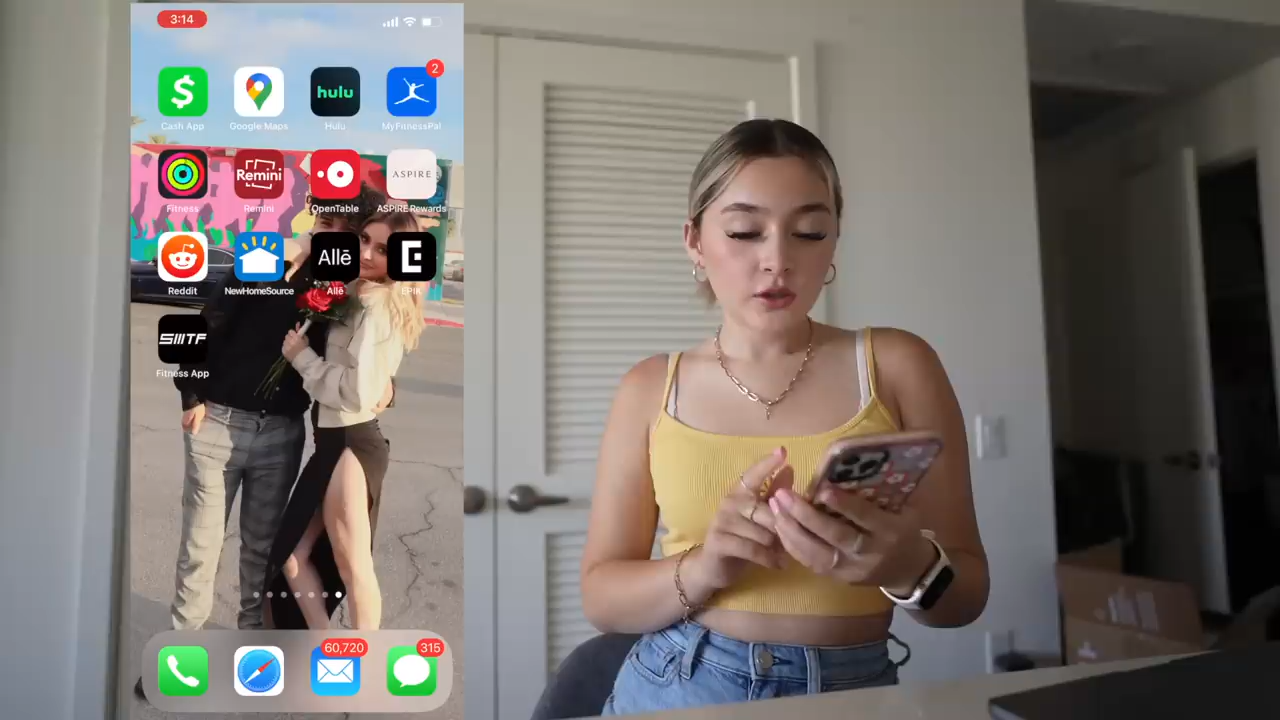 3:14
hulu
2
Cash App
Google Maps
Hulu
MyFitnessPal
Remini
ASPIRE
Fitness
Remini
OpenTable
ASPIRE Rewards
Allē
Reddit
NewHomeSource
Allē
EPIK
SWTF
Fitness App
60,720
315